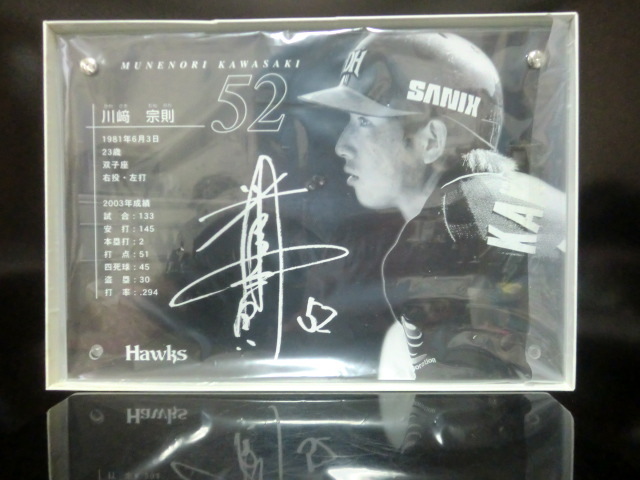 MUNENORI KAWASAKI
52
川﨑 宗則
1981年6月3日
23歳
双子座
右投・左打
2003年成績
試 合：133
安 打：145
本塁打：2
打 点：51
四死球：45
盗 塁：30
打 率：.294
Hawks
SANIX
KA
52
Hawks